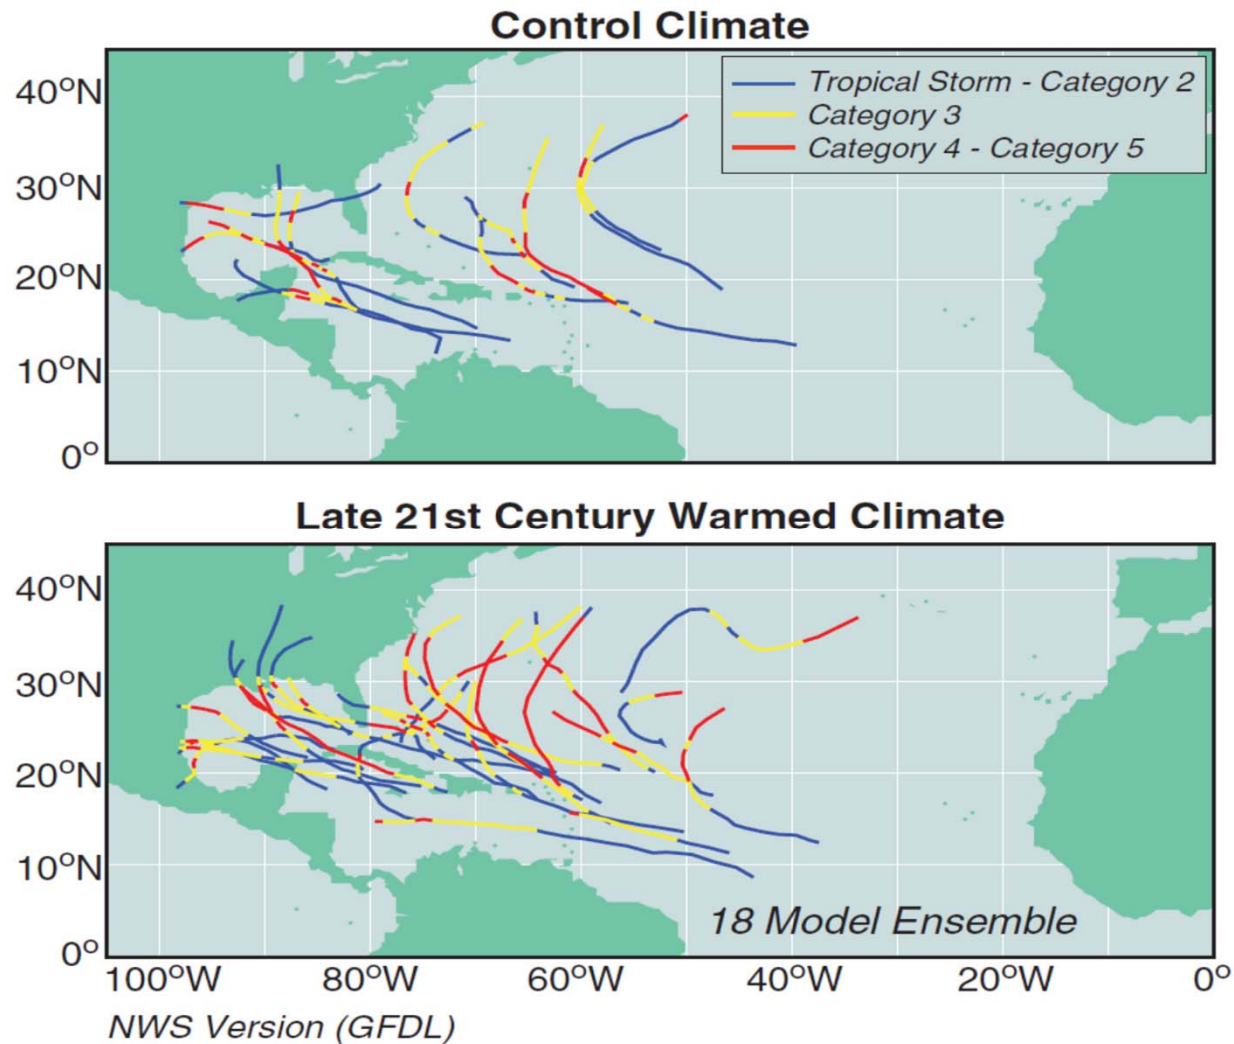 Control Climate
40°N
30°N
20°N
10°N
0°
Tropical Storm - Category 2
Category 3
Category 4 - Category 5
Late 21st Century Warmed Climate
40°N
30°N
20°N
10°N
0°
18 Model Ensemble
100°W 80°W 60°W 40°W 20°W 0°
NWS Version (GFDL)